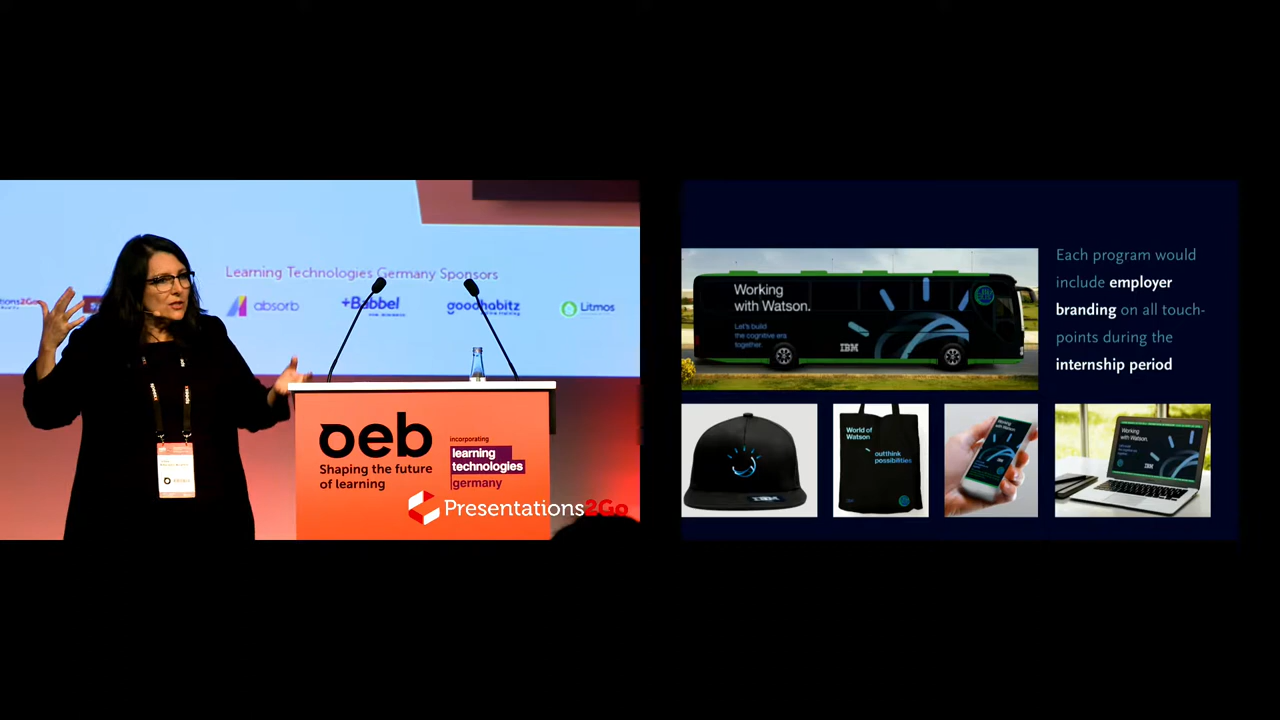 Learning Technologies Germany Sponsors
absorb
+Babbel
goodhabitz
Litmos
oeb
Shaping the future
of learning
incorporating
learning
technologies
germany
Presentations2Go
Working
with Watson.
Let's build
the cognitive era
together.
IBM
IBM
World of
Watson
outthink
possibilities
Working
with Watson.
Working
with Watson.
IBM
Each program would
include employer
branding on all touch-
points during the
internship period